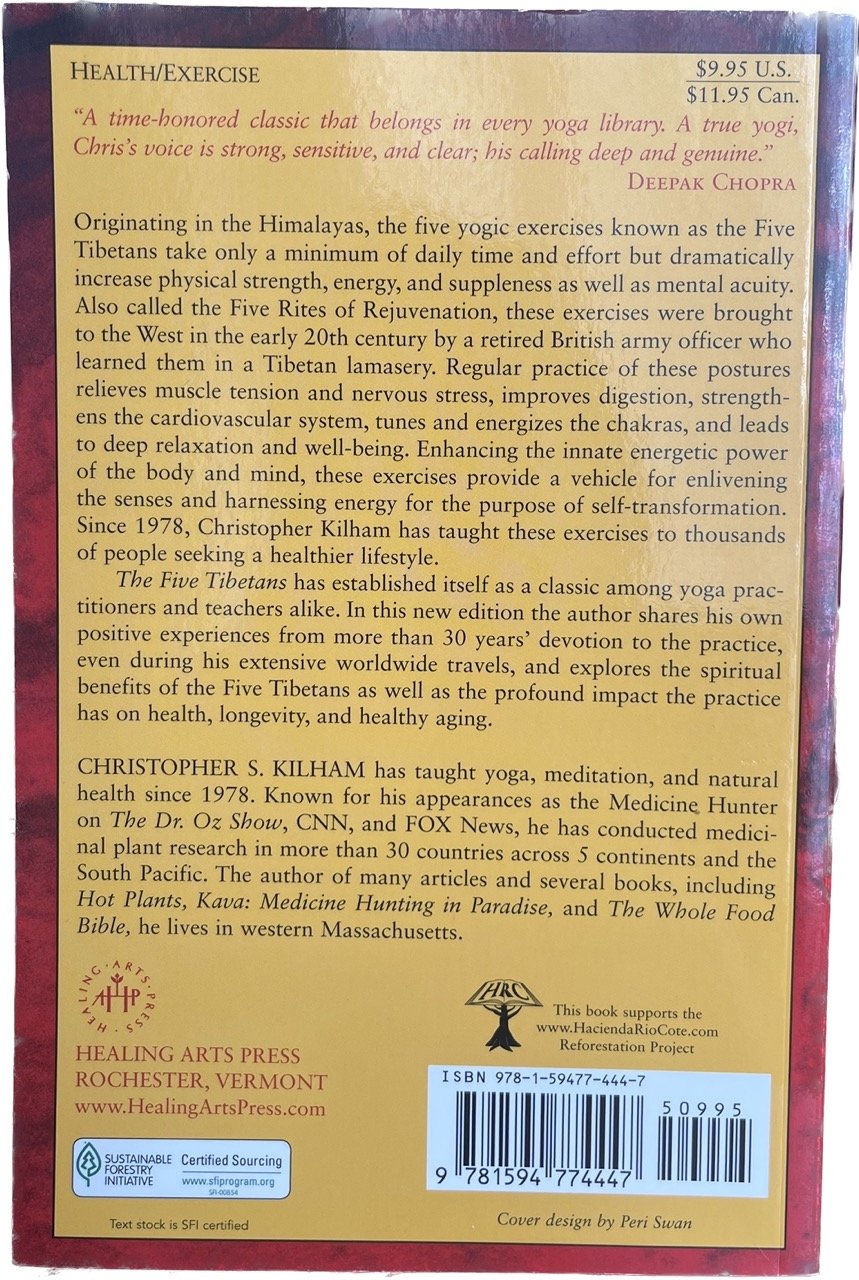 HEALTH/EXERCISE
$9.95 U.S.
$11.95 Can.
“A time-honored classic that belongs in every yoga library. A true yogi,
Chris’s voice is strong, sensitive, and clear; his calling deep and genuine.”
DEEPAK CHOPRA
Originating in the Himalayas, the five yogic exercises known as the Five
Tibetans take only a minimum of daily time and effort but dramatically
increase physical strength, energy, and suppleness as well as mental acuity.
Also called the Five Rites of Rejuvenation, these exercises were brought
to the West in the early 20th century by a retired British army officer who
learned them in a Tibetan lamasery. Regular practice of these postures
relieves muscle tension and nervous stress, improves digestion, strength-
ens the cardiovascular system, tunes and energizes the chakras, and leads
to deep relaxation and well-being. Enhancing the innate energetic power
of the body and mind, these exercises provide a vehicle for enlivening
the senses and harnessing energy for the purpose of self-transformation.
Since 1978, Christopher Kilham has taught these exercises to thousands
of people seeking a healthier lifestyle.
The Five Tibetans has established itself as a classic among yoga prac-
titioners and teachers alike. In this new edition the author shares his own
positive experiences from more than 30 years’ devotion to the practice,
even during his extensive worldwide travels, and explores the spiritual
benefits of the Five Tibetans as well as the profound impact the practice
has on health, longevity, and healthy aging.
CHRISTOPHER S. KILHAM has taught yoga, meditation, and natural
health since 1978. Known for his appearances as the Medicine Hunter
on The Dr. Oz Show, CNN, and FOX News, he has conducted medici-
nal plant research in more than 30 countries across 5 continents and the
South Pacific. The author of many articles and several books, including
Hot Plants, Kava: Medicine Hunting in Paradise, and The Whole Food
Bible, he lives in western Massachusetts.
HEALING · ARTS · PRESS ·
AHP
HEALING ARTS PRESS
ROCHESTER, VERMONT
www.HealingArtsPress.com
HRC
This book supports the
www.HaciendaRioCote.com
Reforestation Project
ISBN 978-1-59477-444-7
50995
9 781594 774447
SUSTAINABLE
FORESTRY
INITIATIVE
Certified Sourcing
www.sfiprogram.org
SFI-00854
Text stock is SFI certified
Cover design by Peri Swan